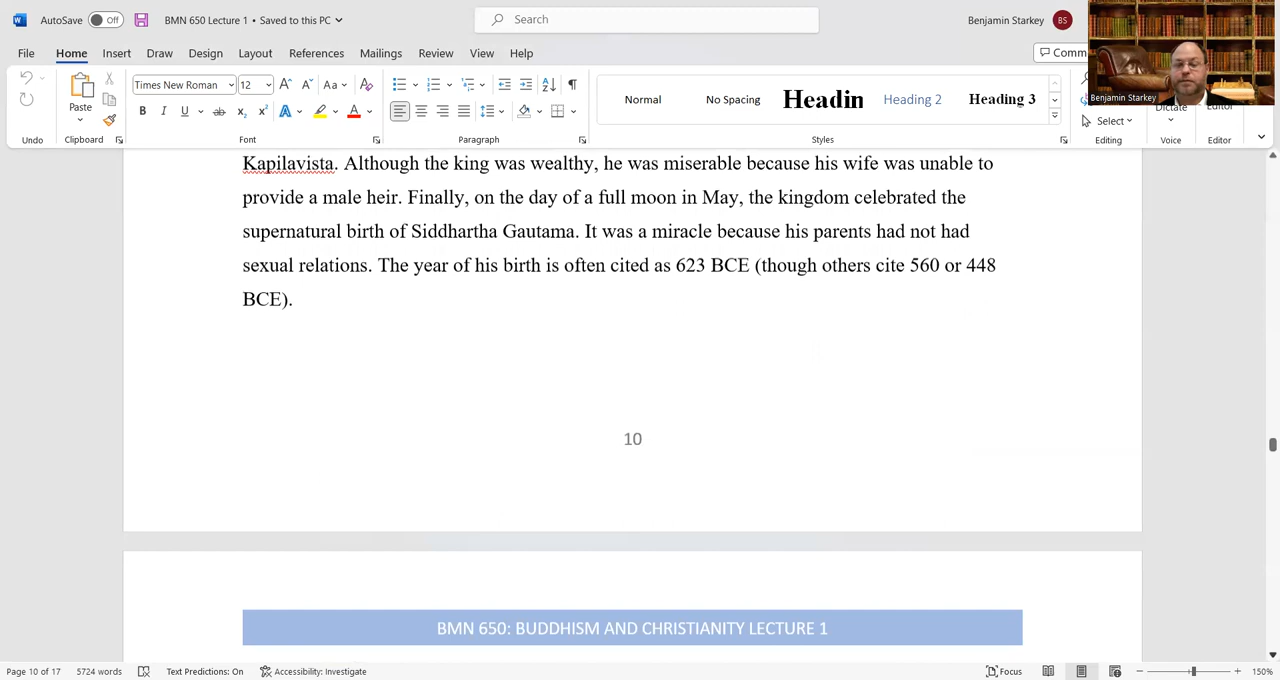 AutoSave Off BMN 650 Lecture 1 • Saved to this PC Search Benjamin Starkey BS
File Home Insert Draw Design Layout References Mailings Review View Help Comm
Benjamin Starkey
Paste Times New Roman 12 Aa Normal No Spacing Headin Heading 2 Heading 3 Select Dictate Editor
Undo Clipboard Font Paragraph Styles Editing Voice Editor
Kapilavista. Although the king was wealthy, he was miserable because his wife was unable to
provide a male heir. Finally, on the day of a full moon in May, the kingdom celebrated the
supernatural birth of Siddhartha Gautama. It was a miracle because his parents had not had
sexual relations. The year of his birth is often cited as 623 BCE (though others cite 560 or 448
BCE).
10
BMN 650: BUDDHISM AND CHRISTIANITY LECTURE 1
Page 10 of 17 5724 words Text Predictions: On Accessibility: Investigate Focus 150%